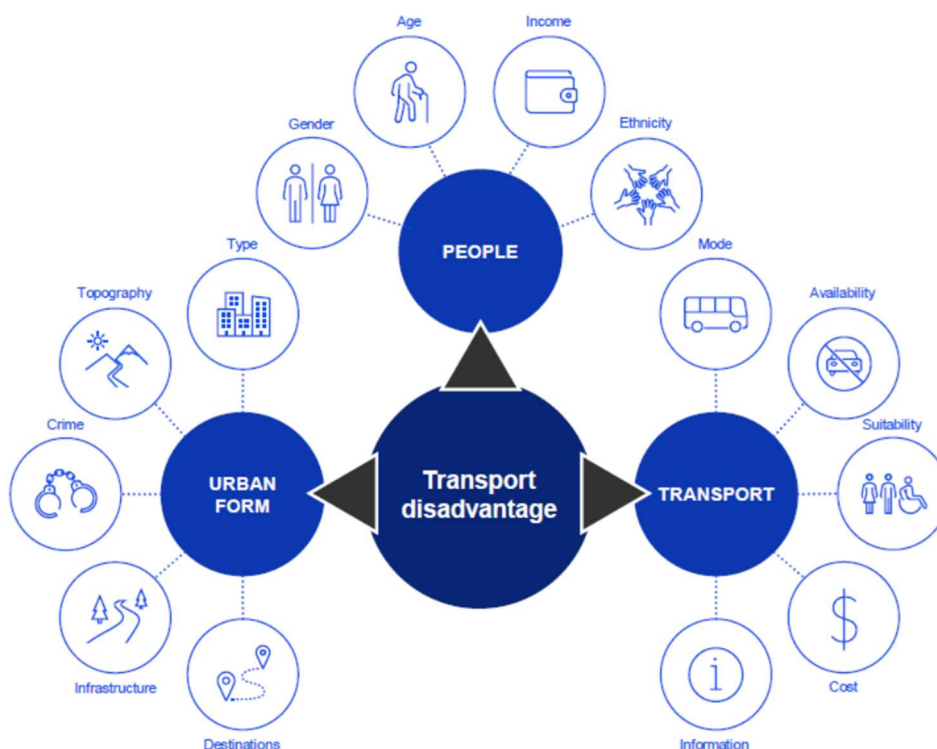 Age
Income
Gender
Ethnicity
PEOPLE
Type
Mode
Topography
Availability
Crime
Suitability
URBAN
FORM
Transport
disadvantage
TRANSPORT
Infrastructure
Cost
Destinations
Information
$
i